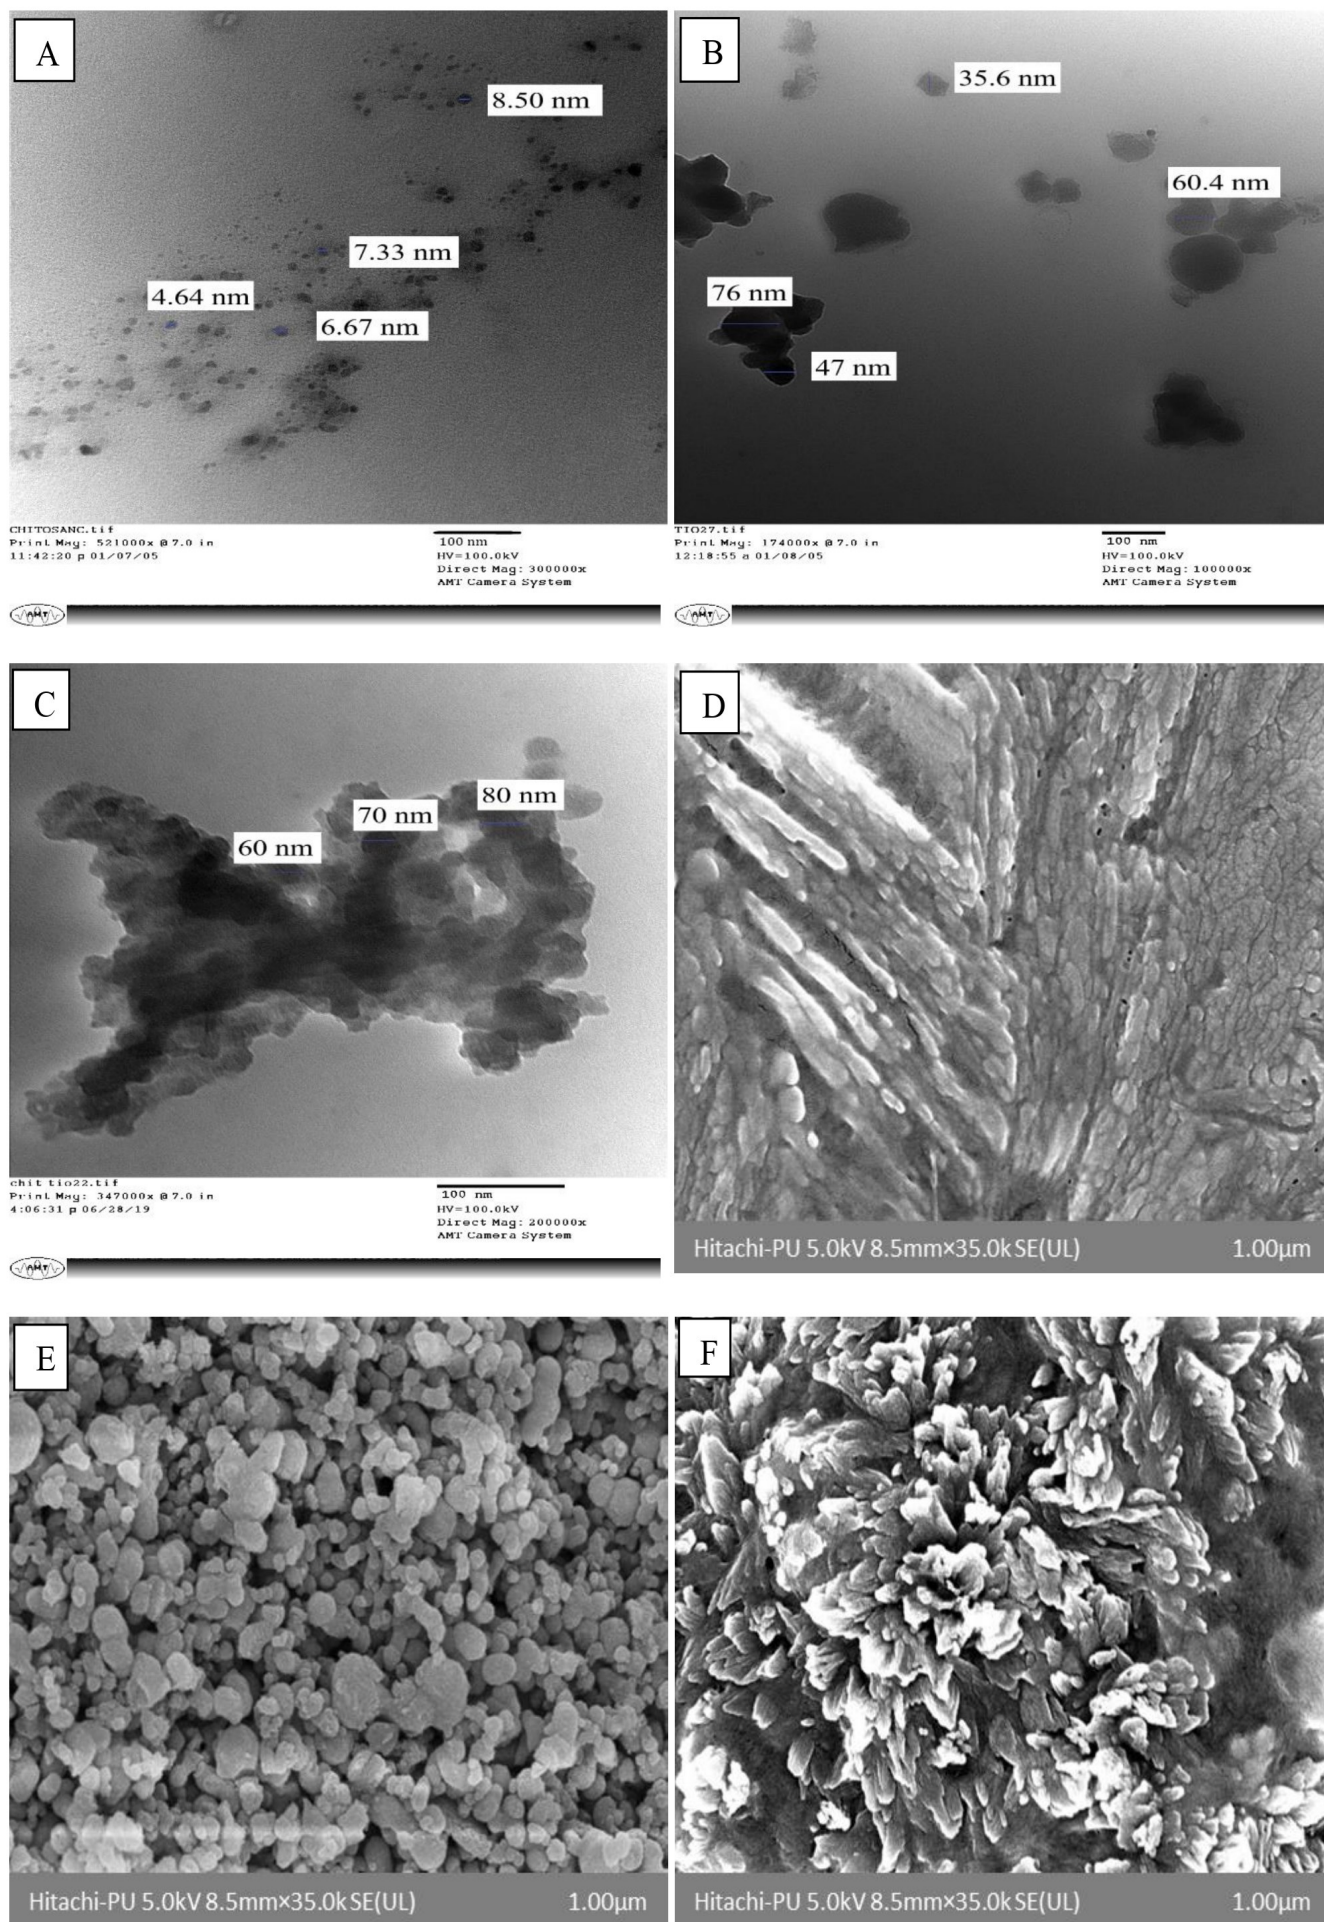 A
8.50 nm
7.33 nm
4.64 nm
6.67 nm
CHITOSANC.tif
Print Mag: 521000x @ 7.0 in
11:42:20 p 01/07/05
100 nm
HV=100.0kV
Direct Mag: 300000x
AMT Camera System
AMT
B
35.6 nm
60.4 nm
76 nm
47 nm
TIO27.tif
Print Mag: 174000x @ 7.0 in
12:18:55 a 01/08/05
100 nm
HV=100.0kV
Direct Mag: 100000x
AMT Camera System
AMT
C
80 nm
70 nm
60 nm
chit tio22.tif
Print Mag: 347000x @ 7.0 in
4:06:31 p 06/28/19
100 nm
HV=100.0kV
Direct Mag: 200000x
AMT Camera System
AMT
D
Hitachi-PU 5.0kV 8.5mm×35.0k SE(UL) 1.00µm
E
Hitachi-PU 5.0kV 8.5mm×35.0k SE(UL) 1.00µm
F
Hitachi-PU 5.0kV 8.5mm×35.0k SE(UL) 1.00µm